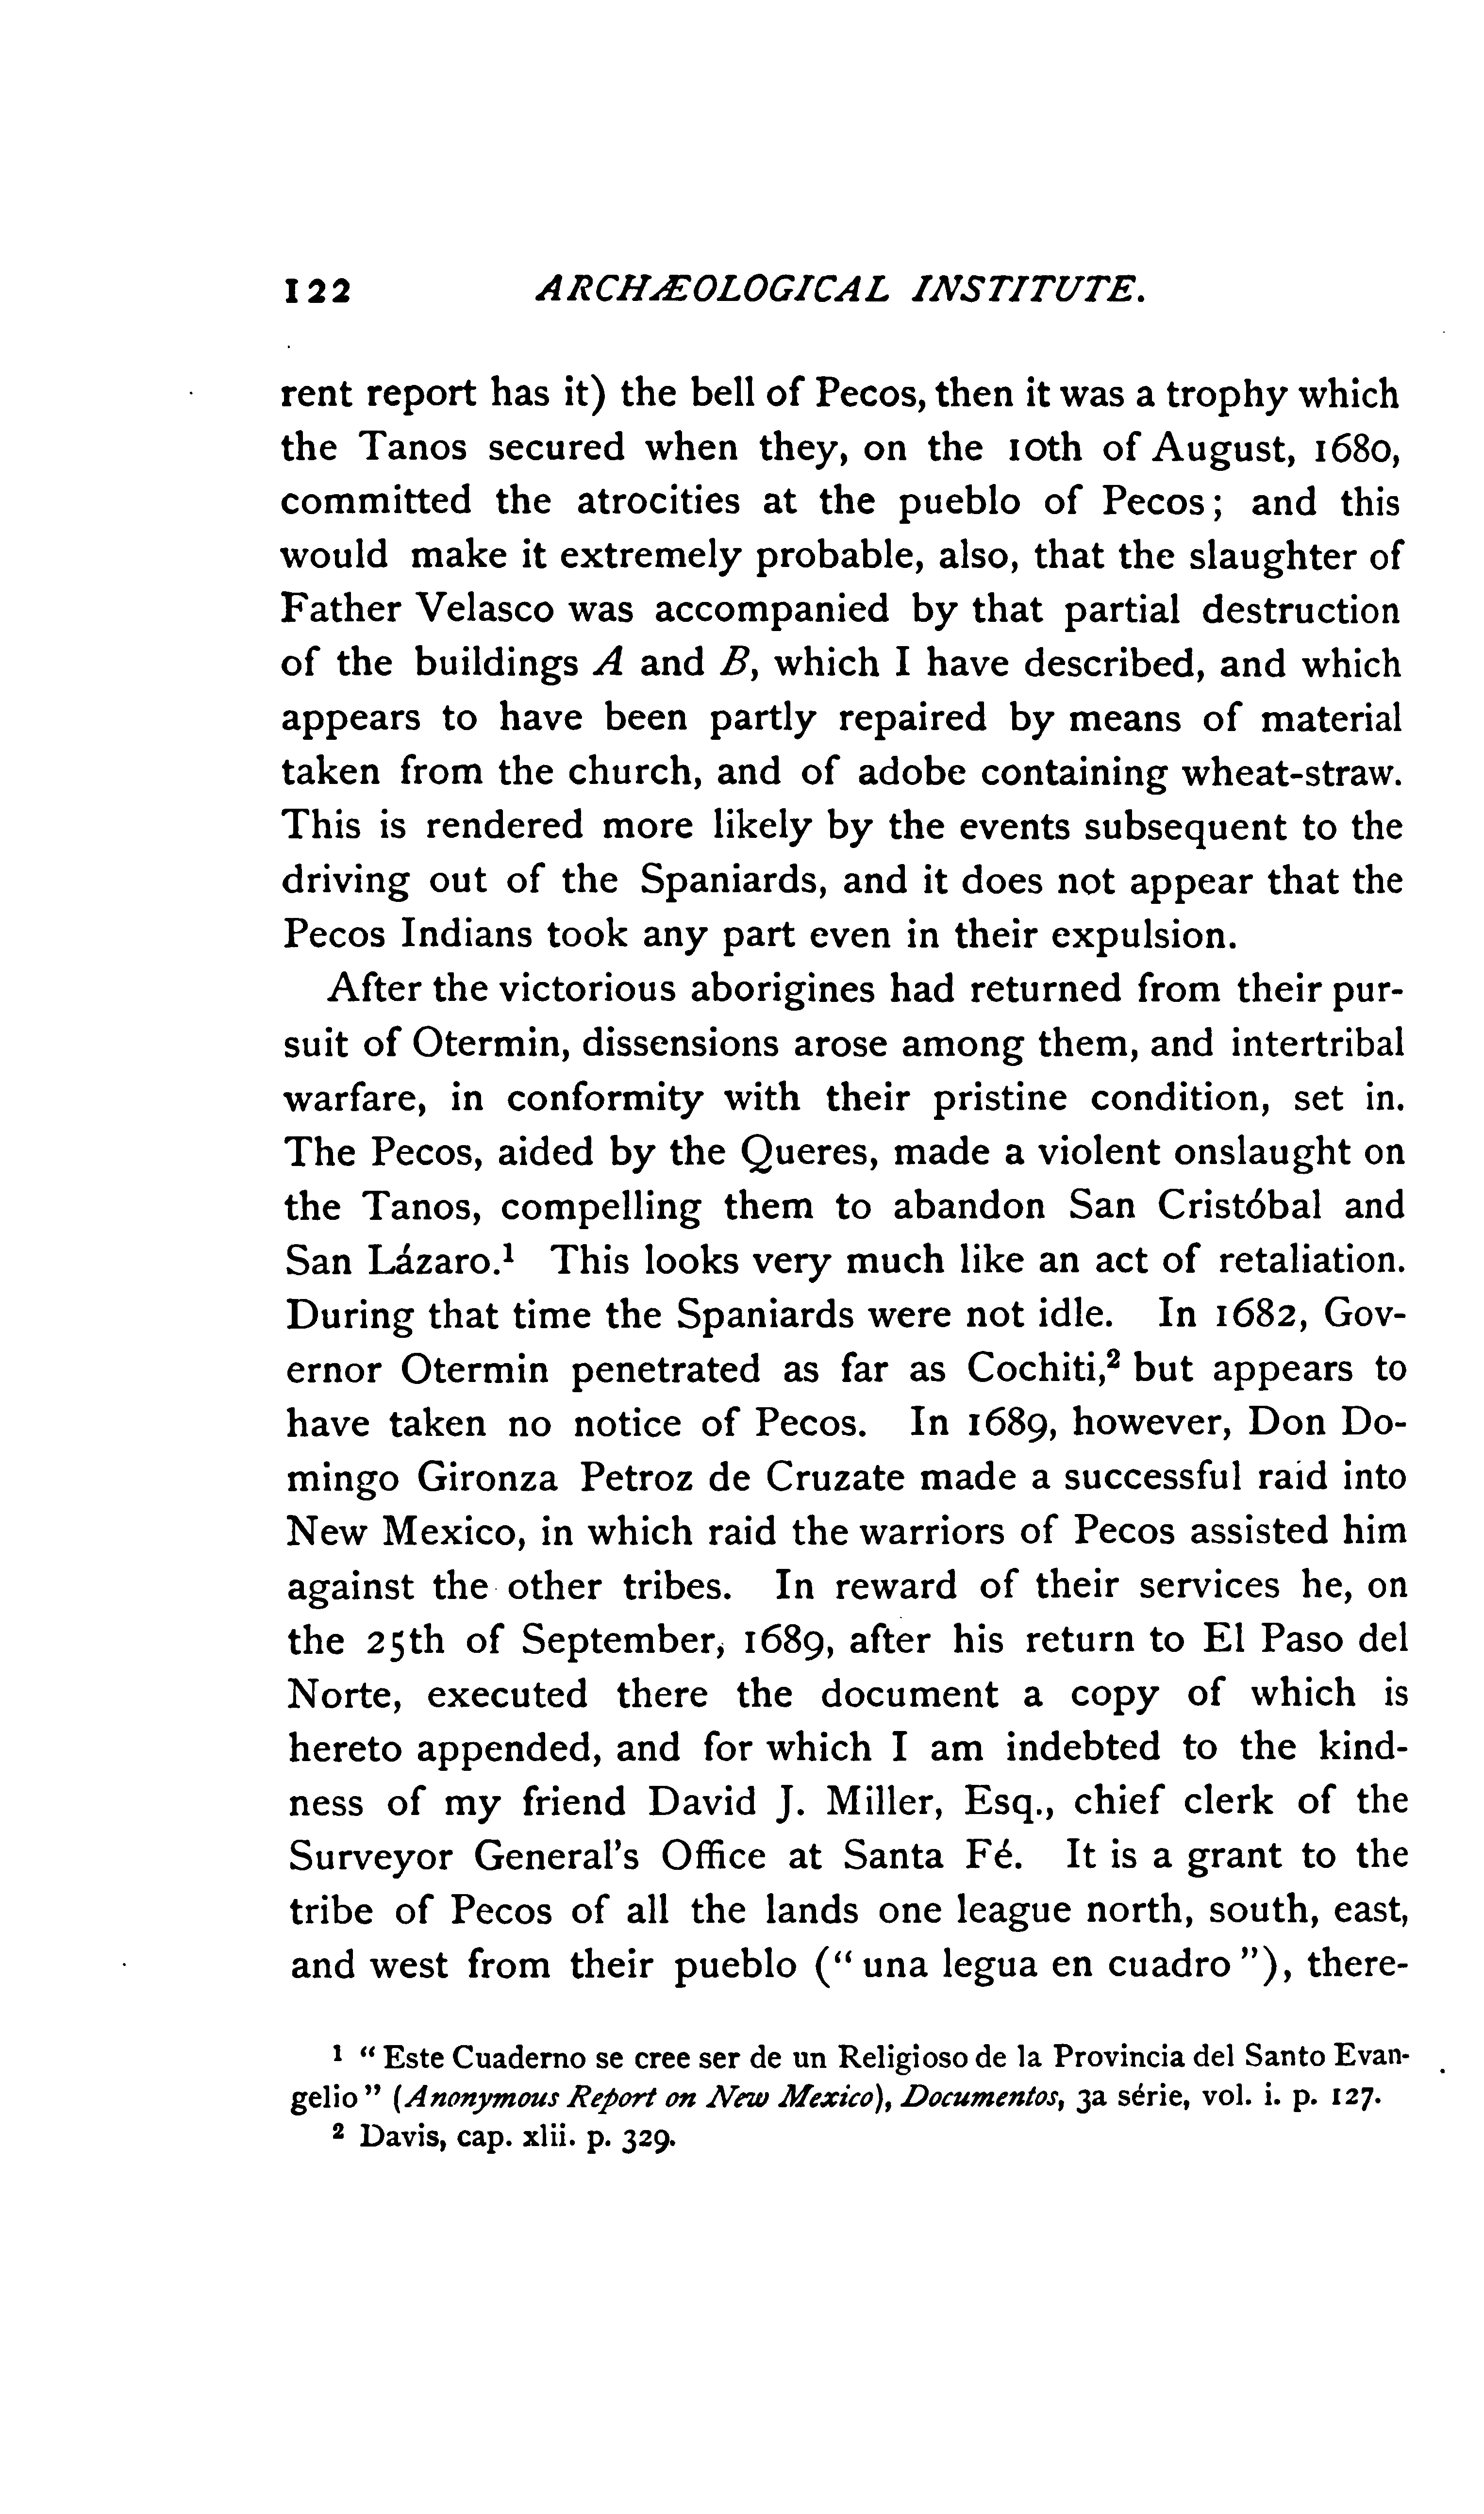 122 ARCHÆOLOGICAL INSTITUTE.
rent report has it) the bell of Pecos, then it was a trophy which
the Tanos secured when they, on the 10th of August, 1680,
committed the atrocities at the pueblo of Pecos; and this
would make it extremely probable, also, that the slaughter of
Father Velasco was accompanied by that partial destruction
of the buildings A and B, which I have described, and which
appears to have been partly repaired by means of material
taken from the church, and of adobe containing wheat-straw.
This is rendered more likely by the events subsequent to the
driving out of the Spaniards, and it does not appear that the
Pecos Indians took any part even in their expulsion.
After the victorious aborigines had returned from their pur-
suit of Otermin, dissensions arose among them, and intertribal
warfare, in conformity with their pristine condition, set in.
The Pecos, aided by the Queres, made a violent onslaught on
the Tanos, compelling them to abandon San Cristóbal and
San Lázaro.¹ This looks very much like an act of retaliation.
During that time the Spaniards were not idle. In 1682, Gov-
ernor Otermin penetrated as far as Cochiti,² but appears to
have taken no notice of Pecos. In 1689, however, Don Do-
mingo Gironza Petroz de Cruzate made a successful raid into
New Mexico, in which raid the warriors of Pecos assisted him
against the other tribes. In reward of their services he, on
the 25th of September, 1689, after his return to El Paso del
Norte, executed there the document a copy of which is
hereto appended, and for which I am indebted to the kind-
ness of my friend David J. Miller, Esq., chief clerk of the
Surveyor General's Office at Santa Fé. It is a grant to the
tribe of Pecos of all the lands one league north, south, east,
and west from their pueblo (" una legua en cuadro "), there-
¹ " Este Cuaderno se cree ser de un Religioso de la Provincia del Santo Evan-
gelio " (Anonymous Report on New Mexico), Documentos, 3a série, vol. i. p. 127.
² Davis, cap. xlii. p. 329.